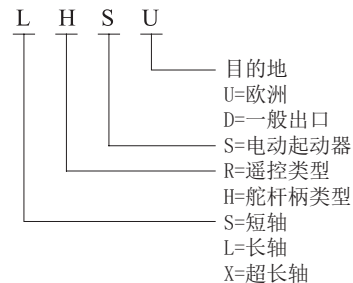 L H S U
目的地
U=欧洲
D=一般出口
S=电动起动器
R=遥控类型
H=舵杆柄类型
S=短轴
L=长轴
X=超长轴